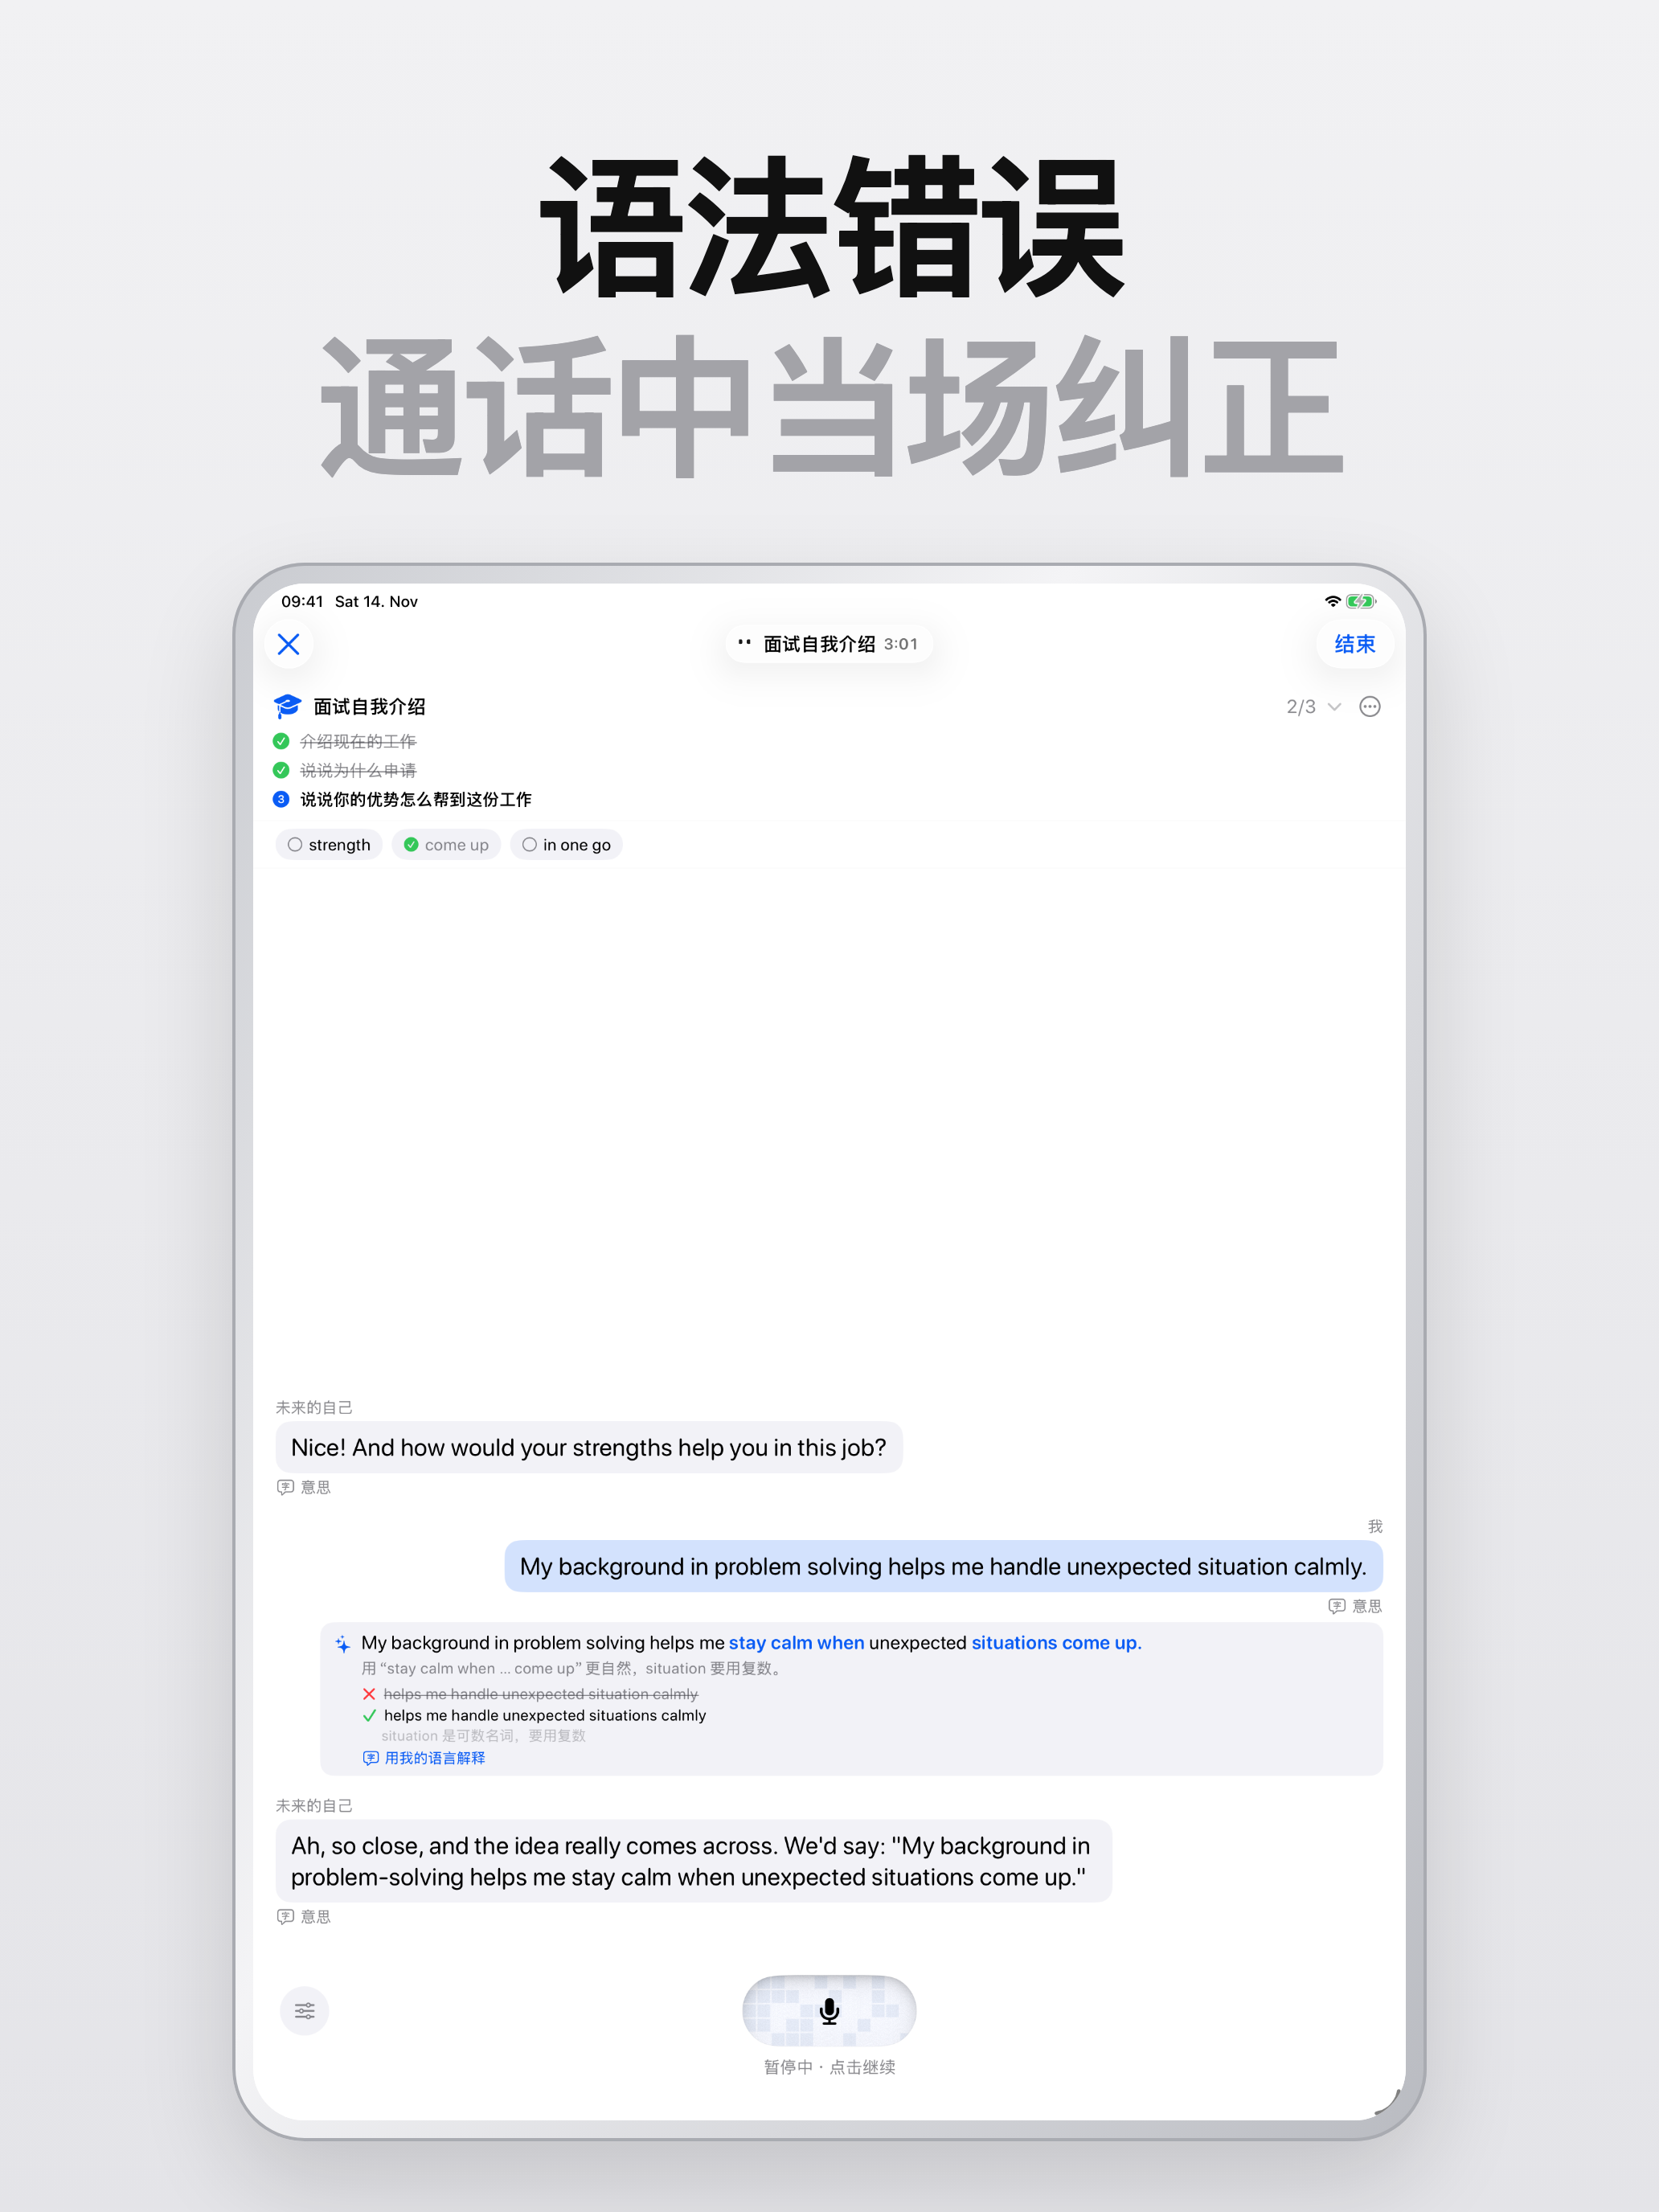 语法错误
通话中当场纠正
09:41 Sat 14. Nov
面试自我介绍 3:01
结束
面试自我介绍
2/3
介绍现在的工作
说说为什么申请
3 说说你的优势怎么帮到这份工作
strength
come up
in one go
未来的自己
Nice! And how would your strengths help you in this job?
字 意思
我
My background in problem solving helps me handle unexpected situation calmly.
字 意思
My background in problem solving helps me stay calm when unexpected situations come up.
用 “stay calm when ... come up” 更自然，situation 要用复数。
helps me handle unexpected situation calmly
helps me handle unexpected situations calmly
situation 是可数名词，要用复数
字 用我的语言解释
未来的自己
Ah, so close, and the idea really comes across. We'd say: "My background in
problem-solving helps me stay calm when unexpected situations come up."
字 意思
暂停中 · 点击继续